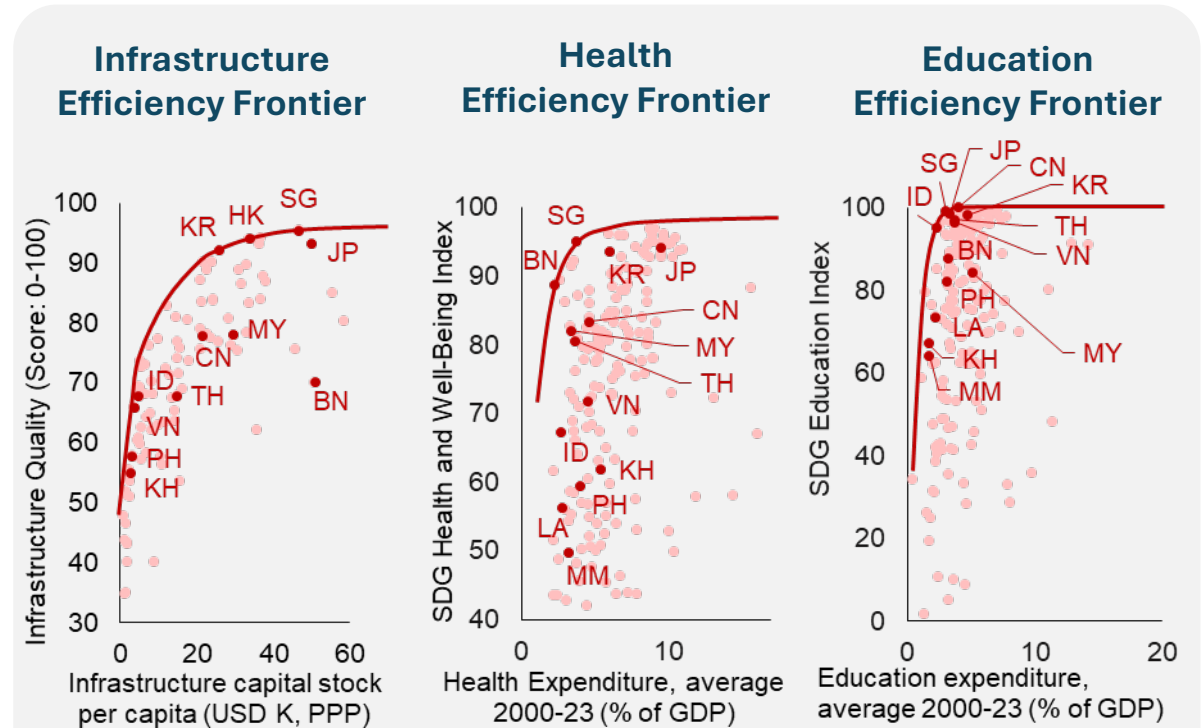 Infrastructure
Efficiency Frontier
Infrastructure Quality (Score: 0-100)
100
90
80
70
60
50
40
30
0
20
40
60
KR
HK
SG
JP
MY
CN
ID
TH
BN
VN
PH
KH
Infrastructure capital stock
per capita (USD K, PPP)
Health
Efficiency Frontier
SDG Health and Well-Being Index
100
90
80
70
60
50
40
0
10
SG
BN
KR
JP
CN
MY
TH
VN
ID
KH
PH
LA
MM
Health Expenditure, average
2000-23 (% of GDP)
Education
Efficiency Frontier
SDG Education Index
100
80
60
40
20
0
0
10
20
JP
SG
CN
KR
ID
TH
BN
VN
PH
LA
KH
MY
MM
Education expenditure,
average 2000-23 (% of GDP)